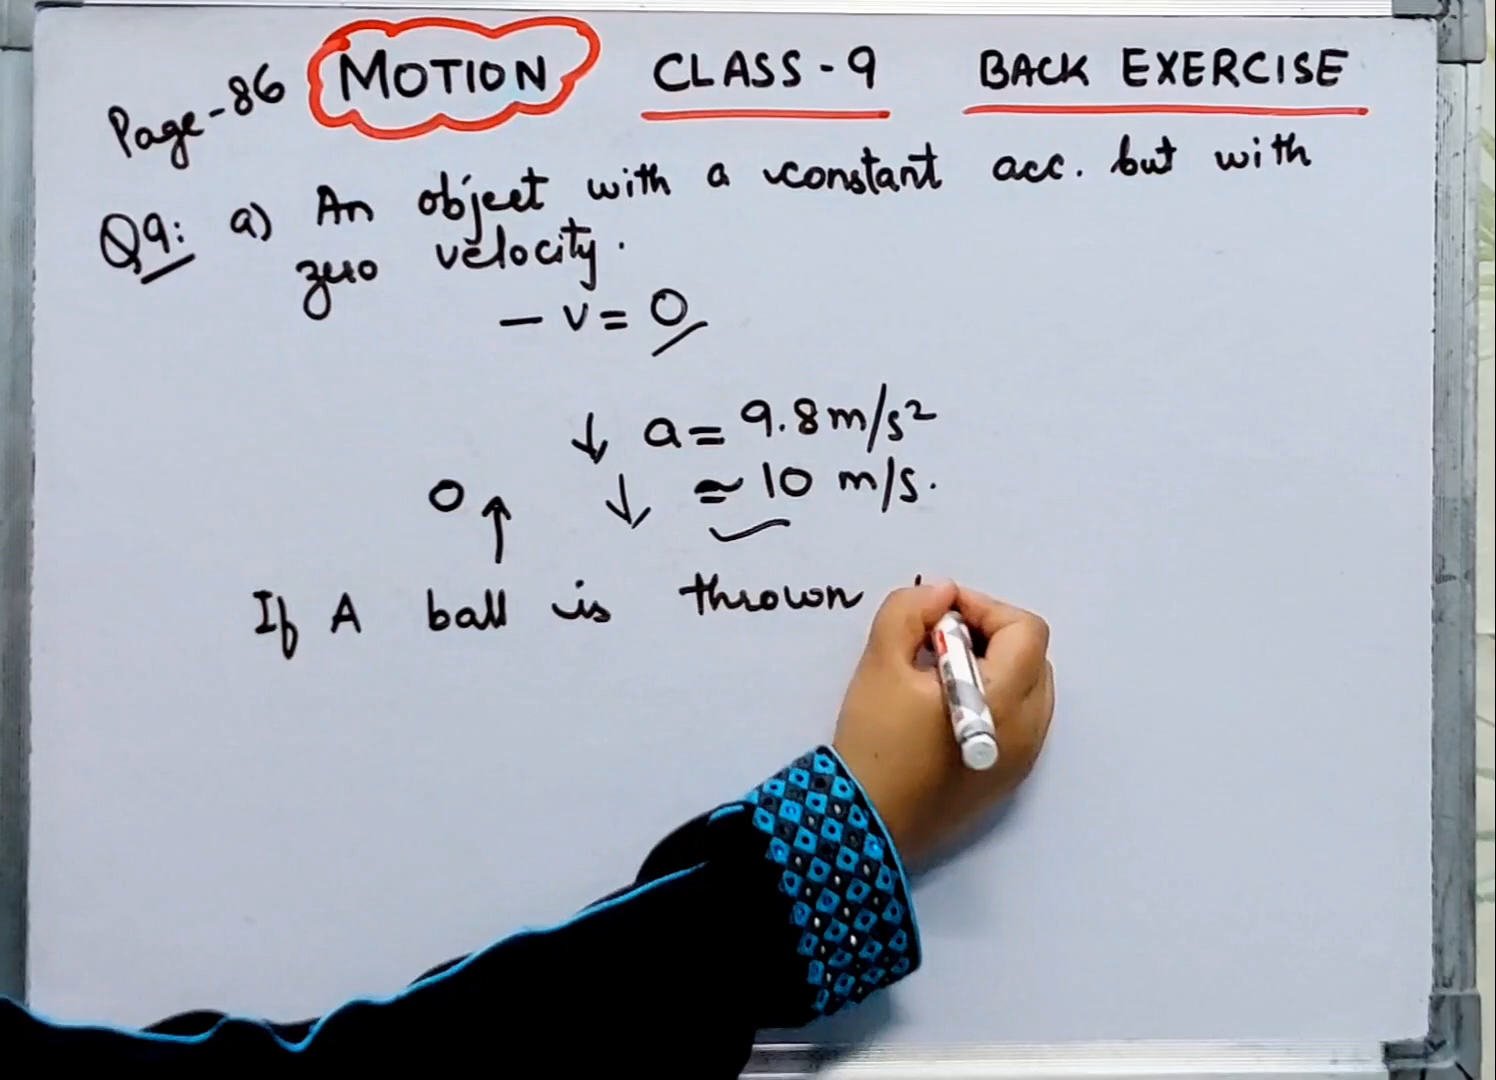 Page-86 MOTION CLASS-9 BACK EXERCISE
Q9: a) An object with a constant acc. but with
zero velocity.
- v = 0
↓ a = 9.8 m/s²
↓ ≃ 10 m/s.
If A ball is thrown